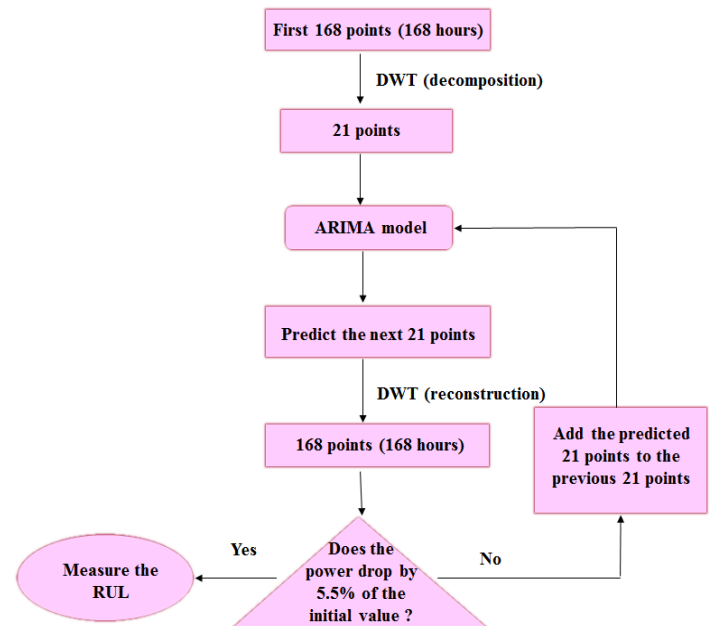 First 168 points (168 hours)
DWT (decomposition)
21 points
ARIMA model
Predict the next 21 points
DWT (reconstruction)
168 points (168 hours)
Add the predicted
21 points to the
previous 21 points
Does the
power drop by
5.5% of the
initial value ?
Yes
No
Measure the
RUL